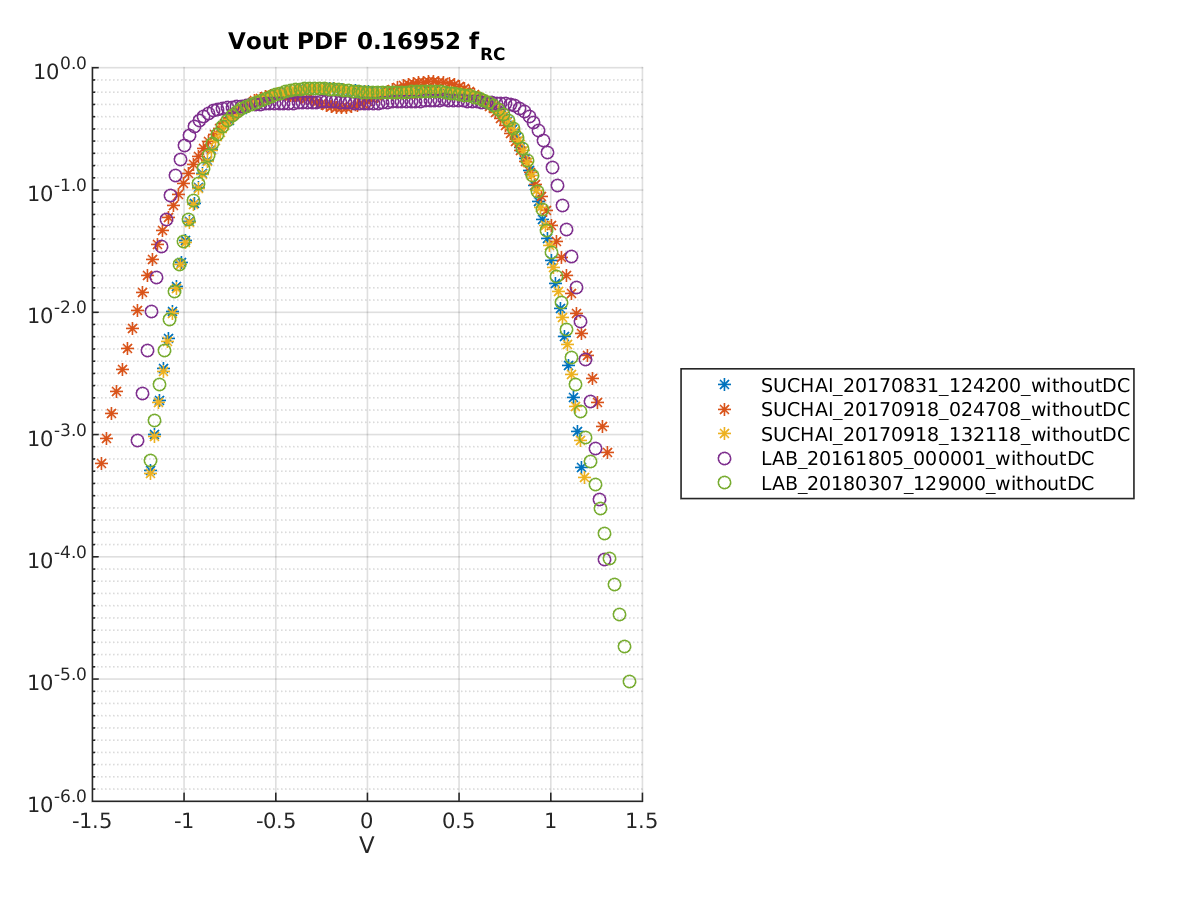 Vout PDF 0.16952 f_RC
10^0.0
10^-1.0
10^-2.0
10^-3.0
10^-4.0
10^-5.0
10^-6.0
-1.5 -1 -0.5 0 0.5 1 1.5
V
SUCHAI_20170831_124200_withoutDC
SUCHAI_20170918_024708_withoutDC
SUCHAI_20170918_132118_withoutDC
LAB_20161805_000001_withoutDC
LAB_20180307_129000_withoutDC